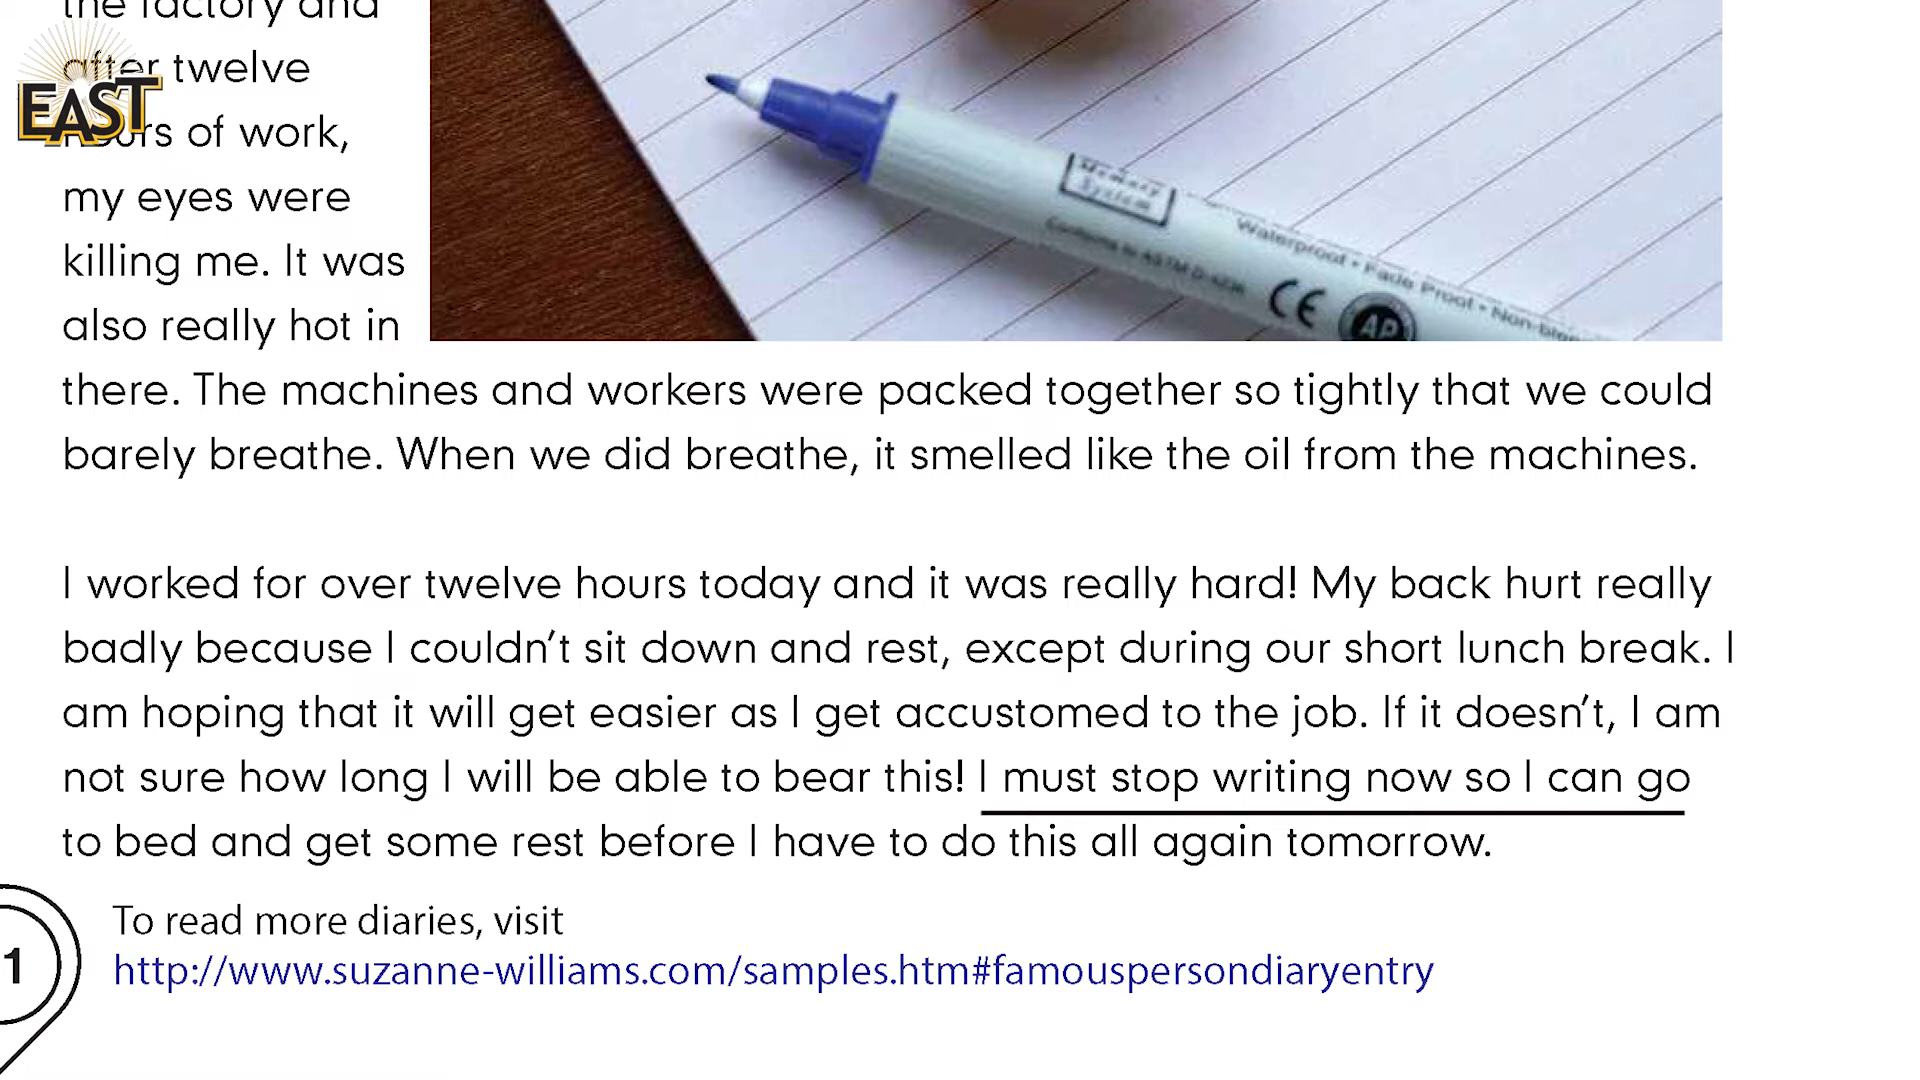 the factory and
after twelve
EAST
hours of work,
my eyes were
killing me. It was
also really hot in
there. The machines and workers were packed together so tightly that we could
barely breathe. When we did breathe, it smelled like the oil from the machines.
I worked for over twelve hours today and it was really hard! My back hurt really
badly because I couldn’t sit down and rest, except during our short lunch break. I
am hoping that it will get easier as I get accustomed to the job. If it doesn’t, I am
not sure how long I will be able to bear this! I must stop writing now so I can go
to bed and get some rest before I have to do this all again tomorrow.
1
To read more diaries, visit
http://www.suzanne-williams.com/samples.htm#famouspersondiaryentry
Memory
System
Waterproof • Fade Proof •
Conforms to ASTM D-4236
CE
AP